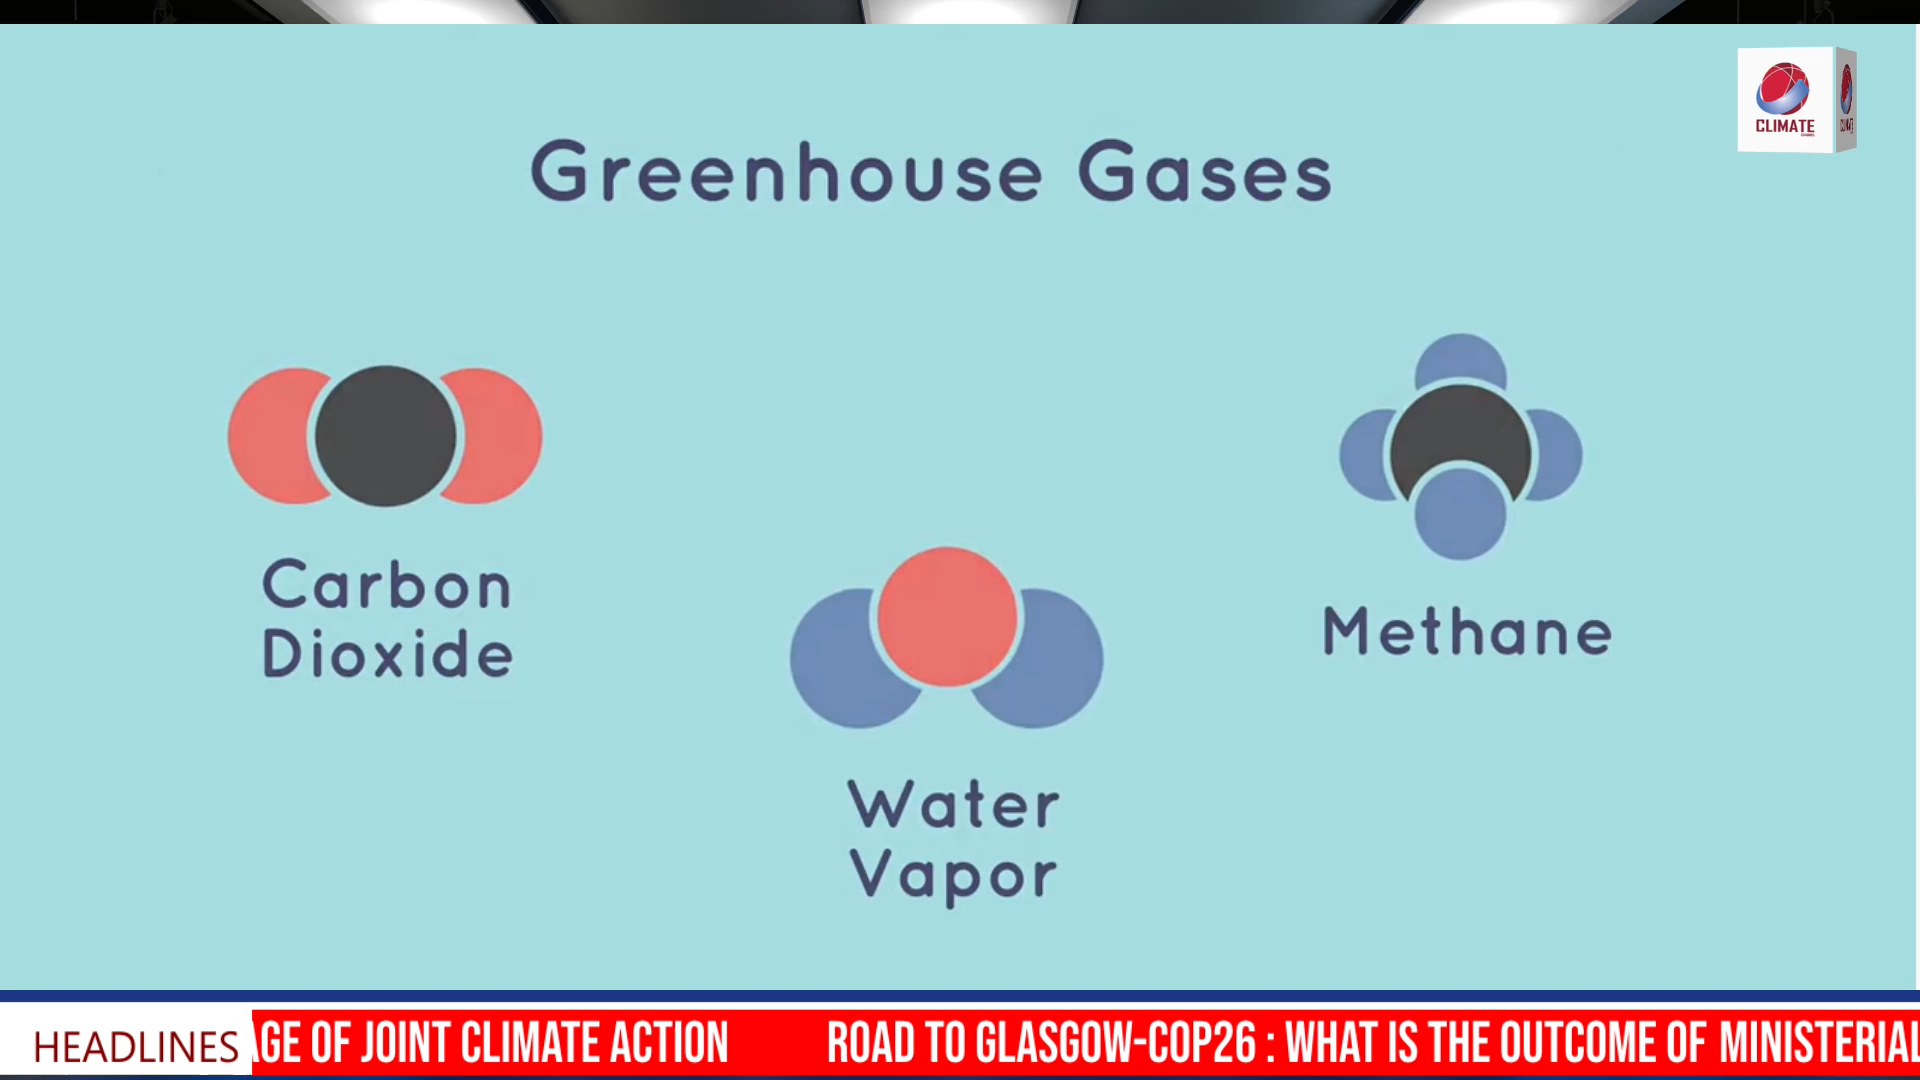 Greenhouse Gases
CLIMATE
Carbon
Dioxide
Methane
Water
Vapor
HEADLINES
AGE OF JOINT CLIMATE ACTION
ROAD TO GLASGOW-COP26 : WHAT IS THE OUTCOME OF MINISTERIAL